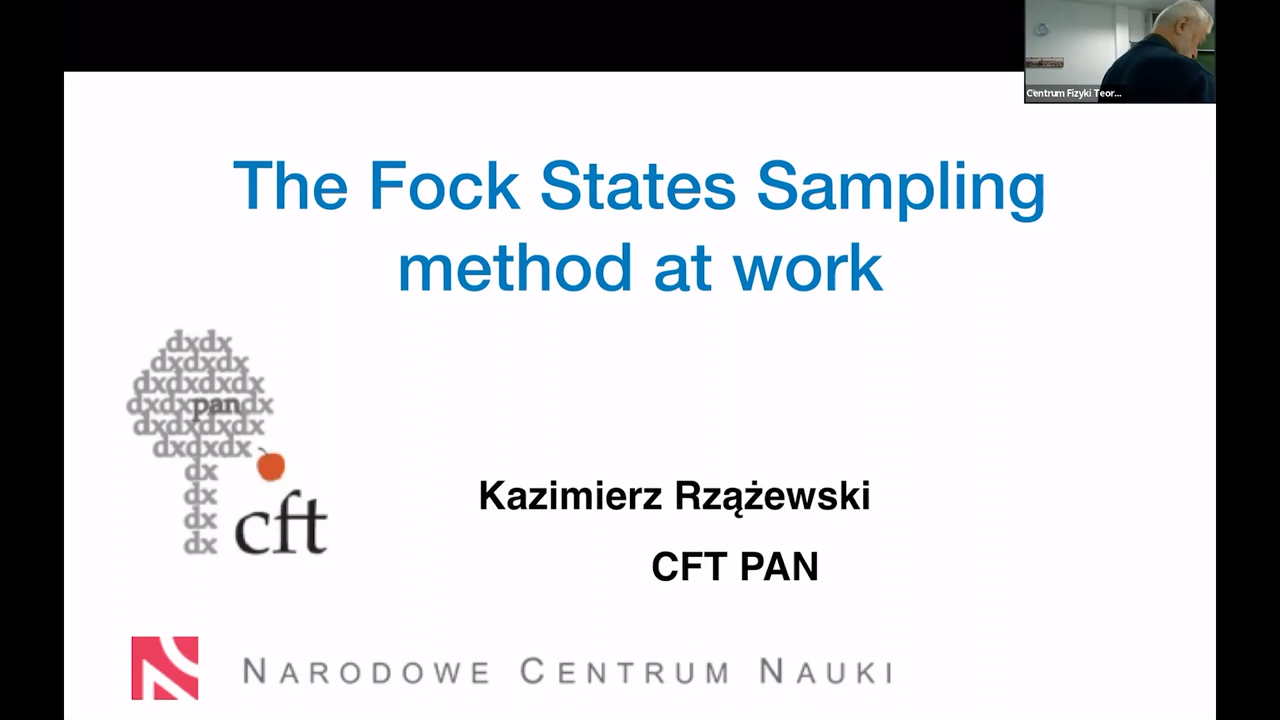 Centrum Fizyki Teor...
The Fock States Sampling
method at work
dxdx
dxdxdx
dxdxdxdx
dxdxpandx
dxdxdxdx
dxdxdx
dx
dx
dx
dx
cft
Kazimierz Rzążewski
CFT PAN
NARODOWE CENTRUM NAUKI